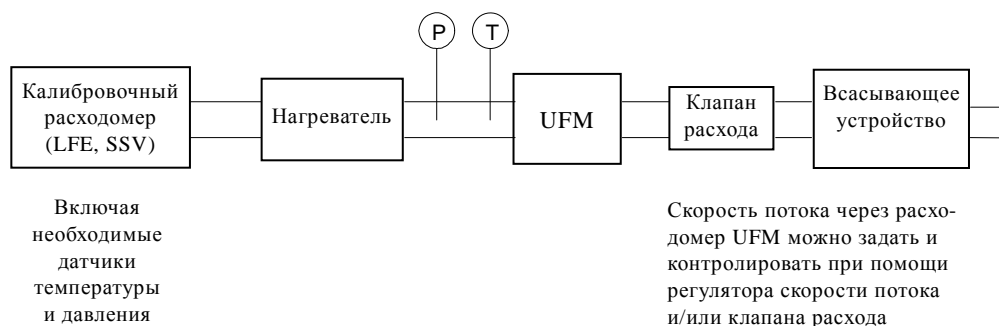 P
T
Калибровочный
расходомер
(LFE, SSV)
Нагреватель
UFM
Клапан
расхода
Всасывающее
устройство
Включая
необходимые
датчики
температуры
и давления
Скорость потока через расхо-
домер UFM можно задать и
контролировать при помощи
регулятора скорости потока
и/или клапана расхода